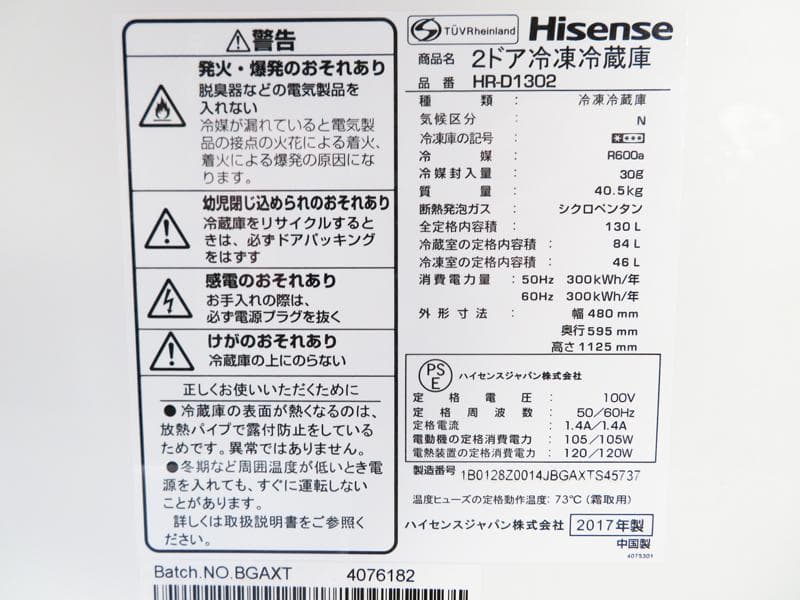 警告
発火・爆発のおそれあり
脱臭器などの電気製品を
入れない
冷媒が漏れていると電気製
品の接点の火花による着火、
着火による爆発の原因にな
ります。
幼児閉じ込められのおそれあり
冷蔵庫をリサイクルすると
きは、必ずドアパッキング
をはずす
感電のおそれあり
お手入れの際は、
必ず電源プラグを抜く
けがのおそれあり
冷蔵庫の上にのらない
正しくお使いいただくために
●冷蔵庫の表面が熱くなるのは、
放熱パイプで露付防止をしている
ためです。異常ではありません。
●冬期など周囲温度が低いとき電
源を入れても、すぐに運転しない
ことがあります。
詳しくは取扱説明書をご参照く
ださい。
Batch.NO.BGAXT 4076182
TÜVRheinland Hisense
商品名 2ドア冷凍冷蔵庫
品番 HR-D1302
種類: 冷凍冷蔵庫
気候区分: N
冷凍庫の記号:
冷媒: R600a
冷媒封入量: 30g
質量: 40.5kg
断熱発泡ガス: シクロペンタン
全定格内容積: 130 L
冷蔵室の定格内容積: 84 L
冷凍室の定格内容積: 46 L
消費電力量: 50Hz 300kWh/年
60Hz 300kWh/年
外形寸法: 幅 480 mm
奥行 595 mm
高さ 1125 mm
PSE ハイセンスジャパン株式会社
定格電圧: 100V
定格周波数: 50/60Hz
定格電流: 1.4A/1.4A
電動機の定格消費電力: 105/105W
電熱装置の定格消費電力: 120/120W
製造番号 1B0128Z0014JBGAXTS45737
温度ヒューズの定格動作温度: 73℃(霜取用)
ハイセンスジャパン株式会社 2017年製
中国製
4075301